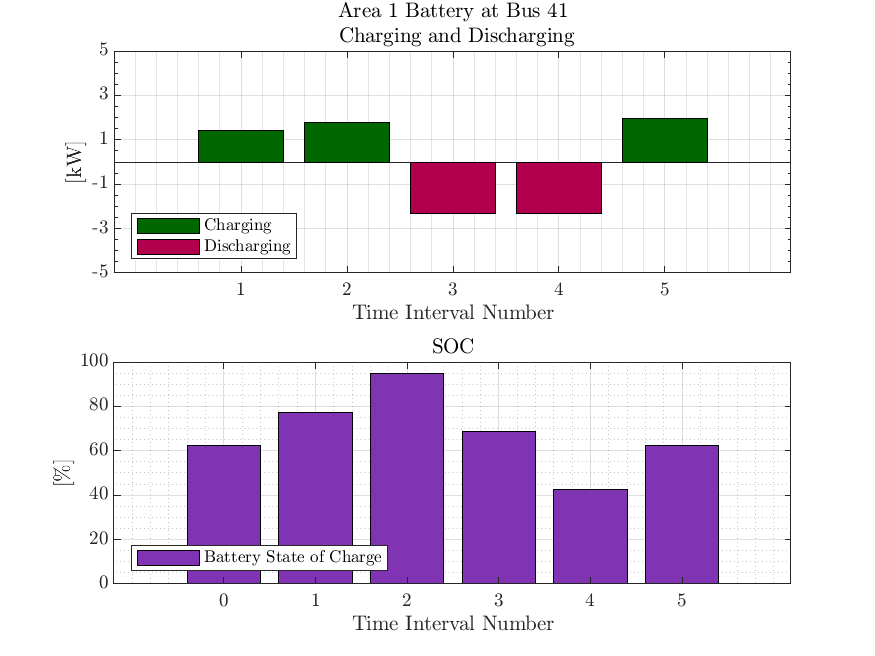 Area 1 Battery at Bus 41
Charging and Discharging
5
3
1
-1
-3
-5
[kW]
Charging
Discharging
1 2 3 4 5
Time Interval Number
SOC
100
80
60
40
20
0
[%]
Battery State of Charge
0 1 2 3 4 5
Time Interval Number